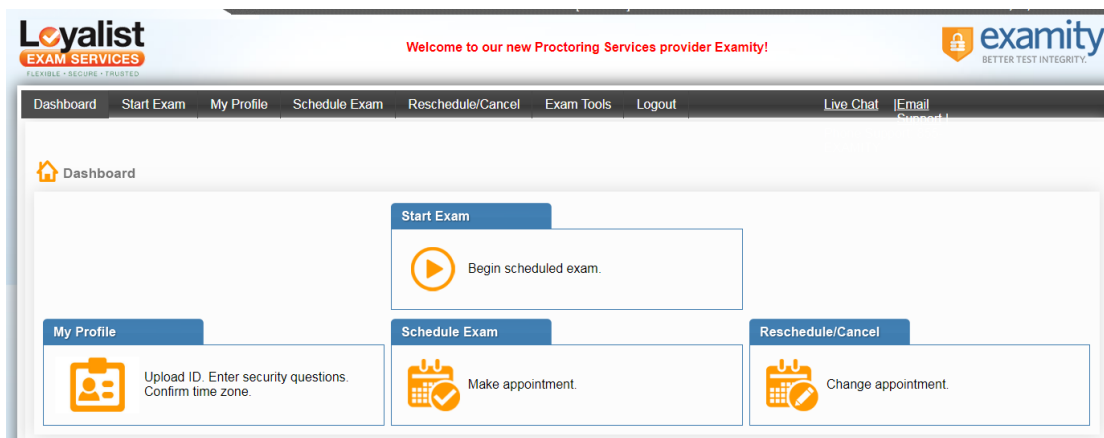 Loyalist
EXAM SERVICES
FLEXIBLE • SECURE • TRUSTED
Welcome to our new Proctoring Services provider Examity!
examity
BETTER TEST INTEGRITY.
Dashboard Start Exam My Profile Schedule Exam Reschedule/Cancel Exam Tools Logout Live Chat |Email
Support |
Dashboard
Start Exam
Begin scheduled exam.
My Profile
Upload ID. Enter security questions.
Confirm time zone.
Schedule Exam
Make appointment.
Reschedule/Cancel
Change appointment.